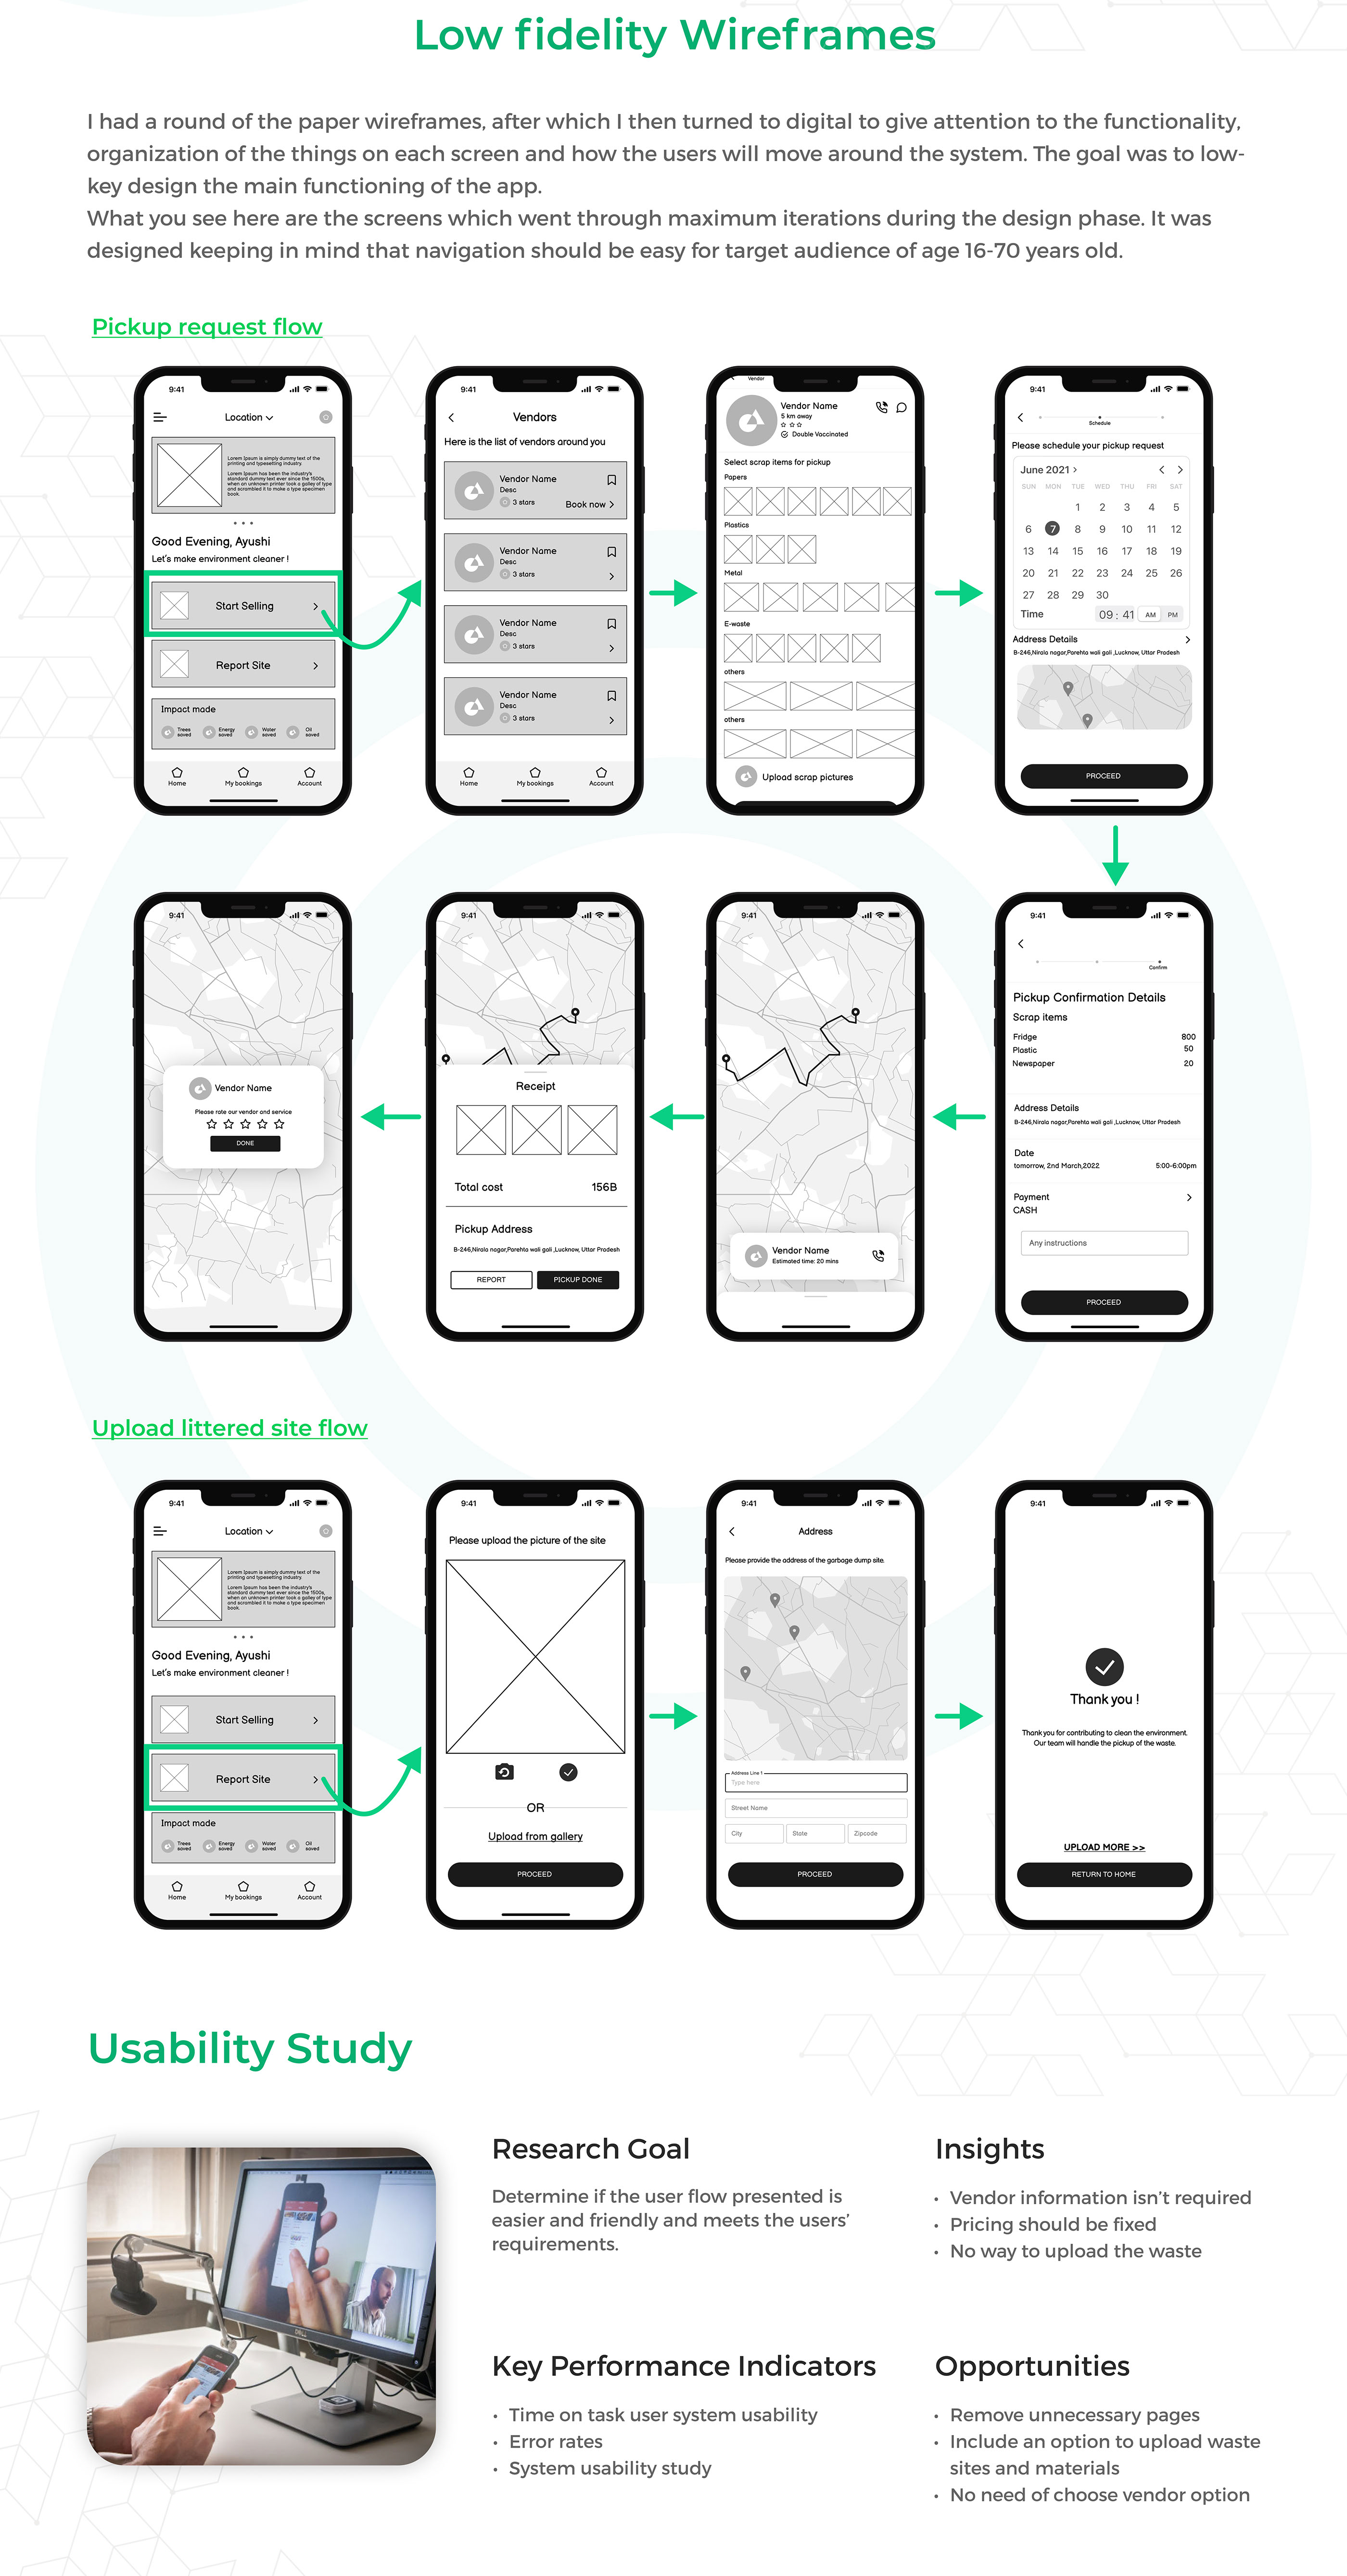 Low fidelity Wireframes
I had a round of the paper wireframes, after which I then turned to digital to give attention to the functionality,
organization of the things on each screen and how the users will move around the system. The goal was to low-
key design the main functioning of the app.
What you see here are the screens which went through maximum iterations during the design phase. It was
designed keeping in mind that navigation should be easy for target audience of age 16-70 years old.
Pickup request flow
9:41
Location
Lorem Ipsum is simply dummy text of the
printing and typesetting industry.
Lorem Ipsum has been the industry's
standard dummy text ever since the 1500s,
when an unknown printer took a galley of type
and scrambled it to make a type specimen
book.
Good Evening, Ayushi
Let's make environment cleaner !
Start Selling
Report Site
Impact made
Trees
saved
Energy
saved
Water
saved
Oil
saved
Home
My bookings
Account
9:41
Vendors
Here is the list of vendors around you
Vendor Name
Desc
3 stars
Book now
Vendor Name
Desc
3 stars
Vendor Name
Desc
3 stars
Vendor Name
Desc
3 stars
Home
My bookings
Account
Vendor
Vendor Name
5 km away
Double Vaccinated
Select scrap items for pickup
Papers
Plastics
Metal
E-waste
others
others
Upload scrap pictures
9:41
Schedule
Please schedule your pickup request
June 2021
SUN MON TUE WED THU FRI SAT
1 2 3 4 5
6 7 8 9 10 11 12
13 14 15 16 17 18 19
20 21 22 23 24 25 26
27 28 29 30
Time 09 : 41 AM PM
Address Details
B-246,Nirala nagar,Parehta wali gali ,Lucknow, Uttar Pradesh
PROCEED
9:41
Vendor Name
Please rate our vendor and service
DONE
9:41
Receipt
Total cost 156B
Pickup Address
B-246,Nirala nagar,Parehta wali gali ,Lucknow, Uttar Pradesh
REPORT
PICKUP DONE
9:41
Vendor Name
Estimated time: 20 mins
9:41
Confirm
Pickup Confirmation Details
Scrap items
Fridge 800
Plastic 50
Newspaper 20
Address Details
B-246,Nirala nagar,Parehta wali gali ,Lucknow, Uttar Pradesh
Date
tomorrow, 2nd March,2022 5:00-6:00pm
Payment
CASH
Any instructions
PROCEED
Upload littered site flow
9:41
Location
Lorem Ipsum is simply dummy text of the
printing and typesetting industry.
Lorem Ipsum has been the industry's
standard dummy text ever since the 1500s,
when an unknown printer took a galley of type
and scrambled it to make a type specimen
book.
Good Evening, Ayushi
Let's make environment cleaner !
Start Selling
Report Site
Impact made
Trees
saved
Energy
saved
Water
saved
Oil
saved
Home
My bookings
Account
9:41
Please upload the picture of the site
OR
Upload from gallery
PROCEED
9:41
Address
Please provide the address of the garbage dump site.
Address Line 1
Type here
Street Name
City
State
Zipcode
PROCEED
9:41
Thank you !
Thank you for contributing to clean the environment.
Our team will handle the pickup of the waste.
UPLOAD MORE >>
RETURN TO HOME
Usability Study
DELL
Research Goal
Determine if the user flow presented is
easier and friendly and meets the users’
requirements.
Insights
• Vendor information isn’t required
• Pricing should be fixed
• No way to upload the waste
Key Performance Indicators
• Time on task user system usability
• Error rates
• System usability study
Opportunities
• Remove unnecessary pages
• Include an option to upload waste
sites and materials
• No need of choose vendor option